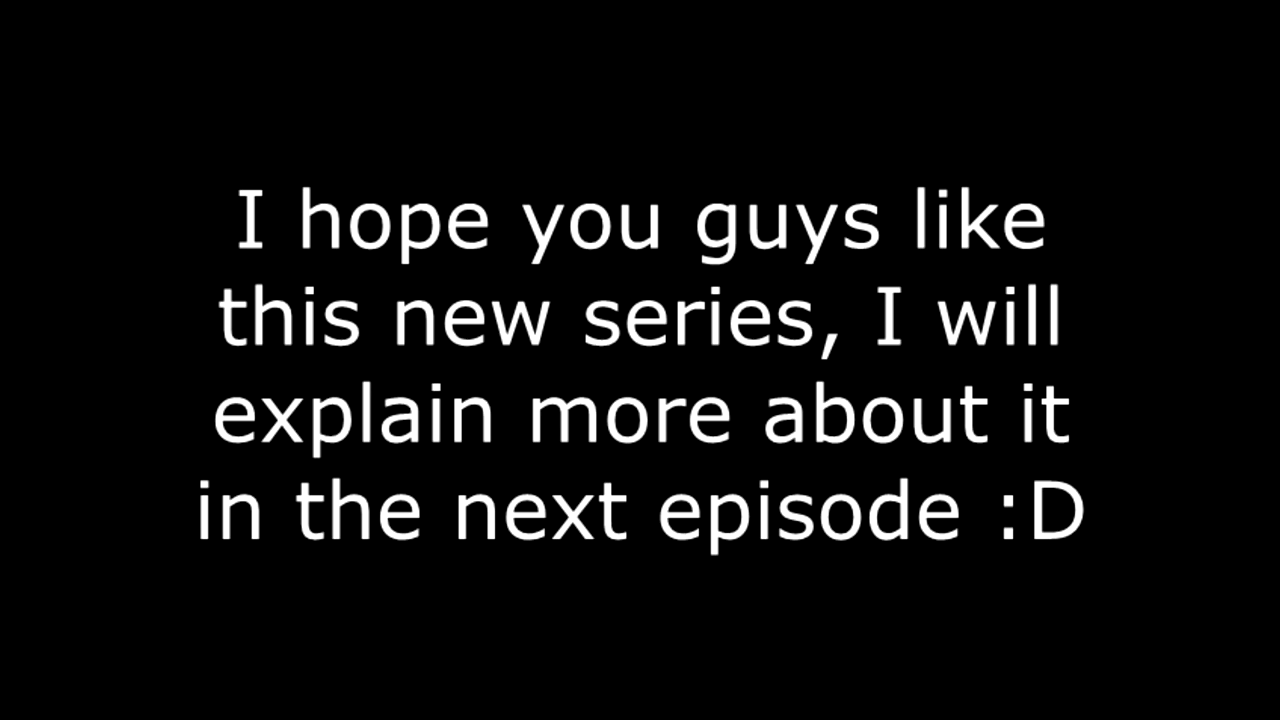 I hope you guys like
this new series, I will
explain more about it
in the next episode :D